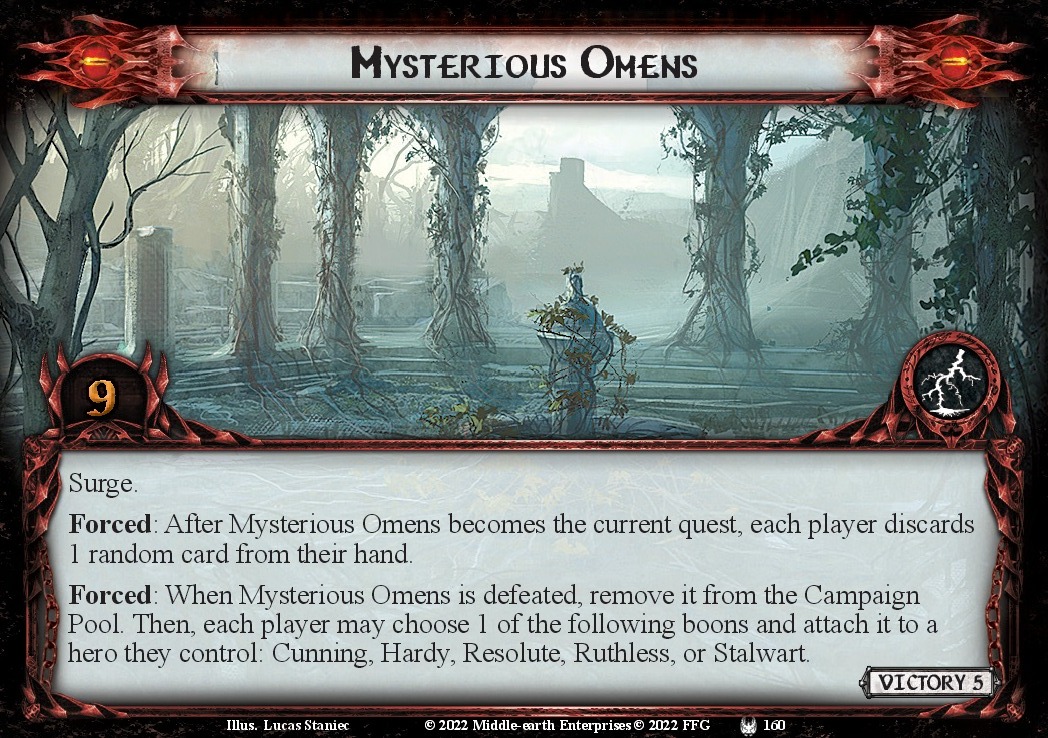 Mysterious Omens
9
Surge.
Forced: After Mysterious Omens becomes the current quest, each player discards
1 random card from their hand.
Forced: When Mysterious Omens is defeated, remove it from the Campaign
Pool. Then, each player may choose 1 of the following boons and attach it to a
hero they control: Cunning, Hardy, Resolute, Ruthless, or Stalwart.
VICTORY 5
Illus. Lucas Staniec © 2022 Middle-earth Enterprises © 2022 FFG 160